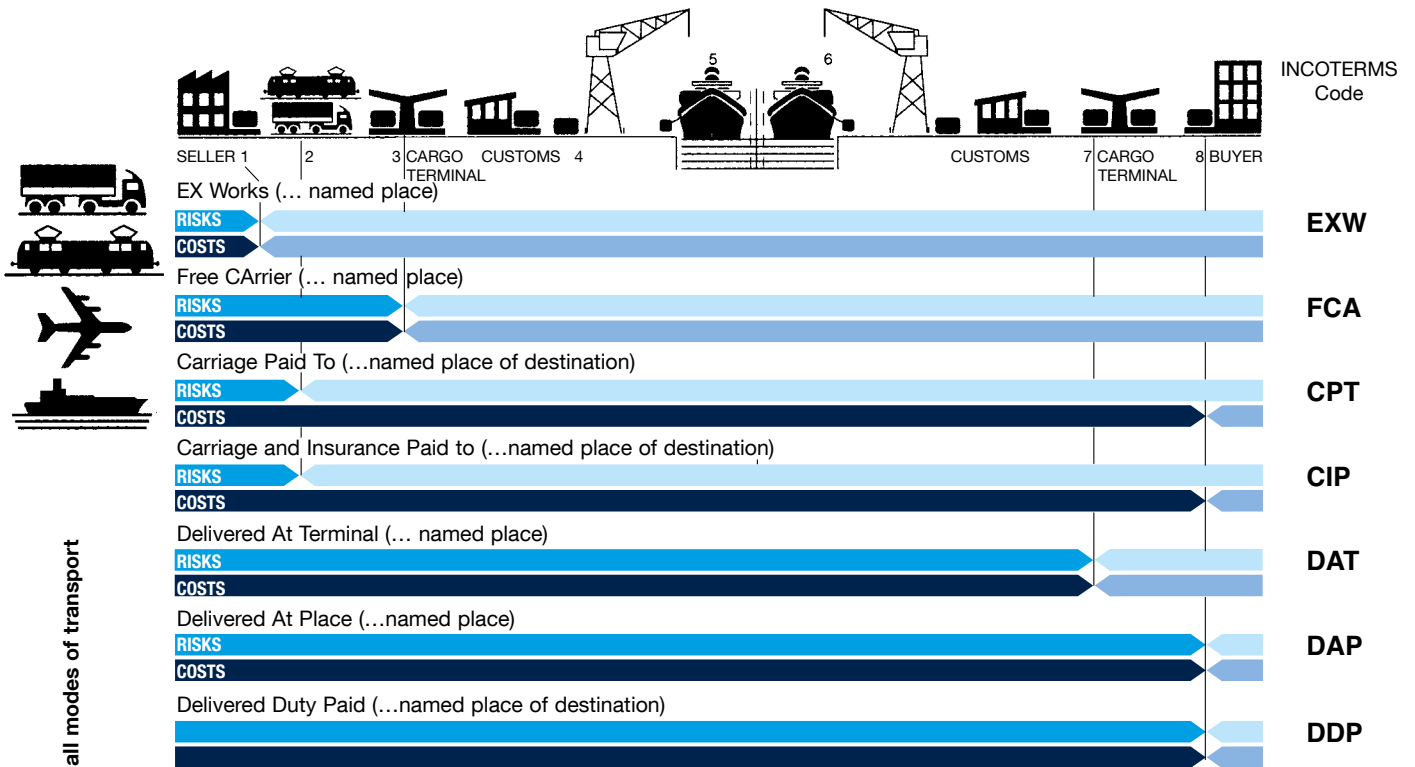 5
6
INCOTERMS
Code
SELLER 1
2
3 CARGO
TERMINAL
CUSTOMS 4
CUSTOMS
7 CARGO
TERMINAL
8 BUYER
EX Works (… named place)
RISKS
COSTS
EXW
Free CArrier (… named place)
RISKS
COSTS
FCA
Carriage Paid To (…named place of destination)
RISKS
COSTS
CPT
Carriage and Insurance Paid to (…named place of destination)
RISKS
COSTS
CIP
Delivered At Terminal (… named place)
RISKS
COSTS
DAT
Delivered At Place (…named place)
RISKS
COSTS
DAP
Delivered Duty Paid (…named place of destination)
DDP
all modes of transport